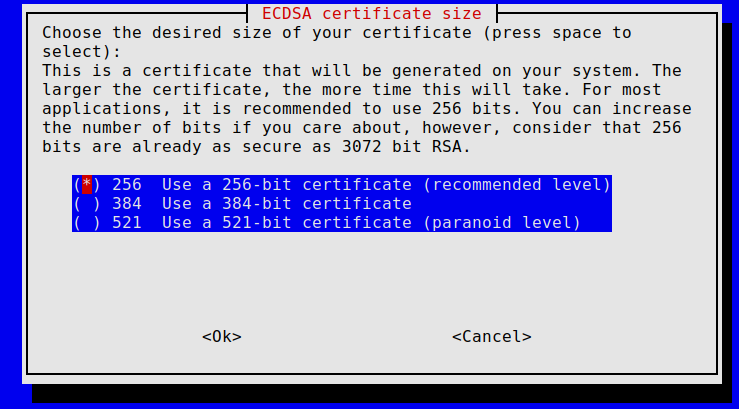 ECDSA certificate size
Choose the desired size of your certificate (press space to
select):
This is a certificate that will be generated on your system. The
larger the certificate, the more time this will take. For most
applications, it is recommended to use 256 bits. You can increase
the number of bits if you care about, however, consider that 256
bits are already as secure as 3072 bit RSA.
(*) 256  Use a 256-bit certificate (recommended level)
( ) 384  Use a 384-bit certificate
( ) 521  Use a 521-bit certificate (paranoid level)
<Ok> <Cancel>